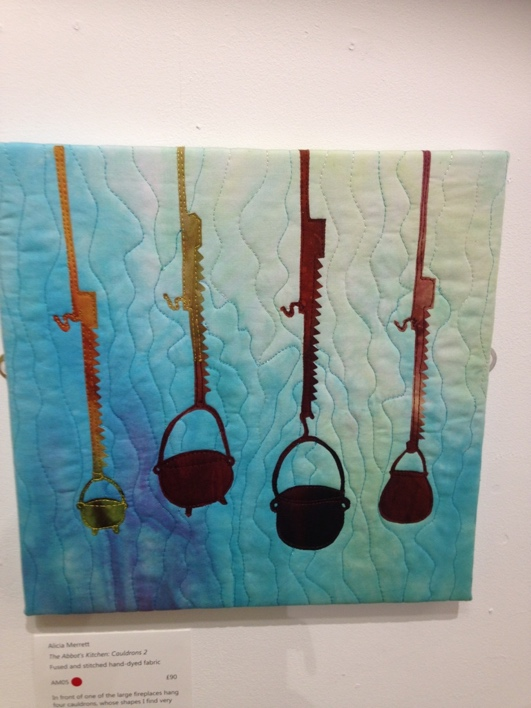 Alicia Merrett
The Abbot's Kitchen: Cauldrons 2
Fused and stitched hand-dyed fabric
AM05 £90
In front of one of the large fireplaces hang
four cauldrons, whose shapes I find very